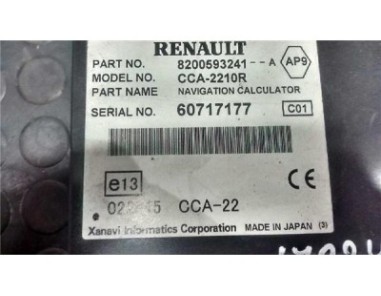 RENAULT
PART NO. 8200593241--A AP9
MODEL NO. CCA-2210R
PART NAME NAVIGATION CALCULATOR
SERIAL NO. 60717177 C01
e13 CE
CCA-22
Xanavi Informatics Corporation MADE IN JAPAN (3)